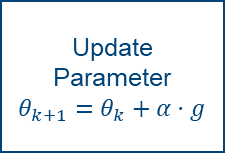 Update
Parameter
θₖ₊₁ = θₖ + α · g